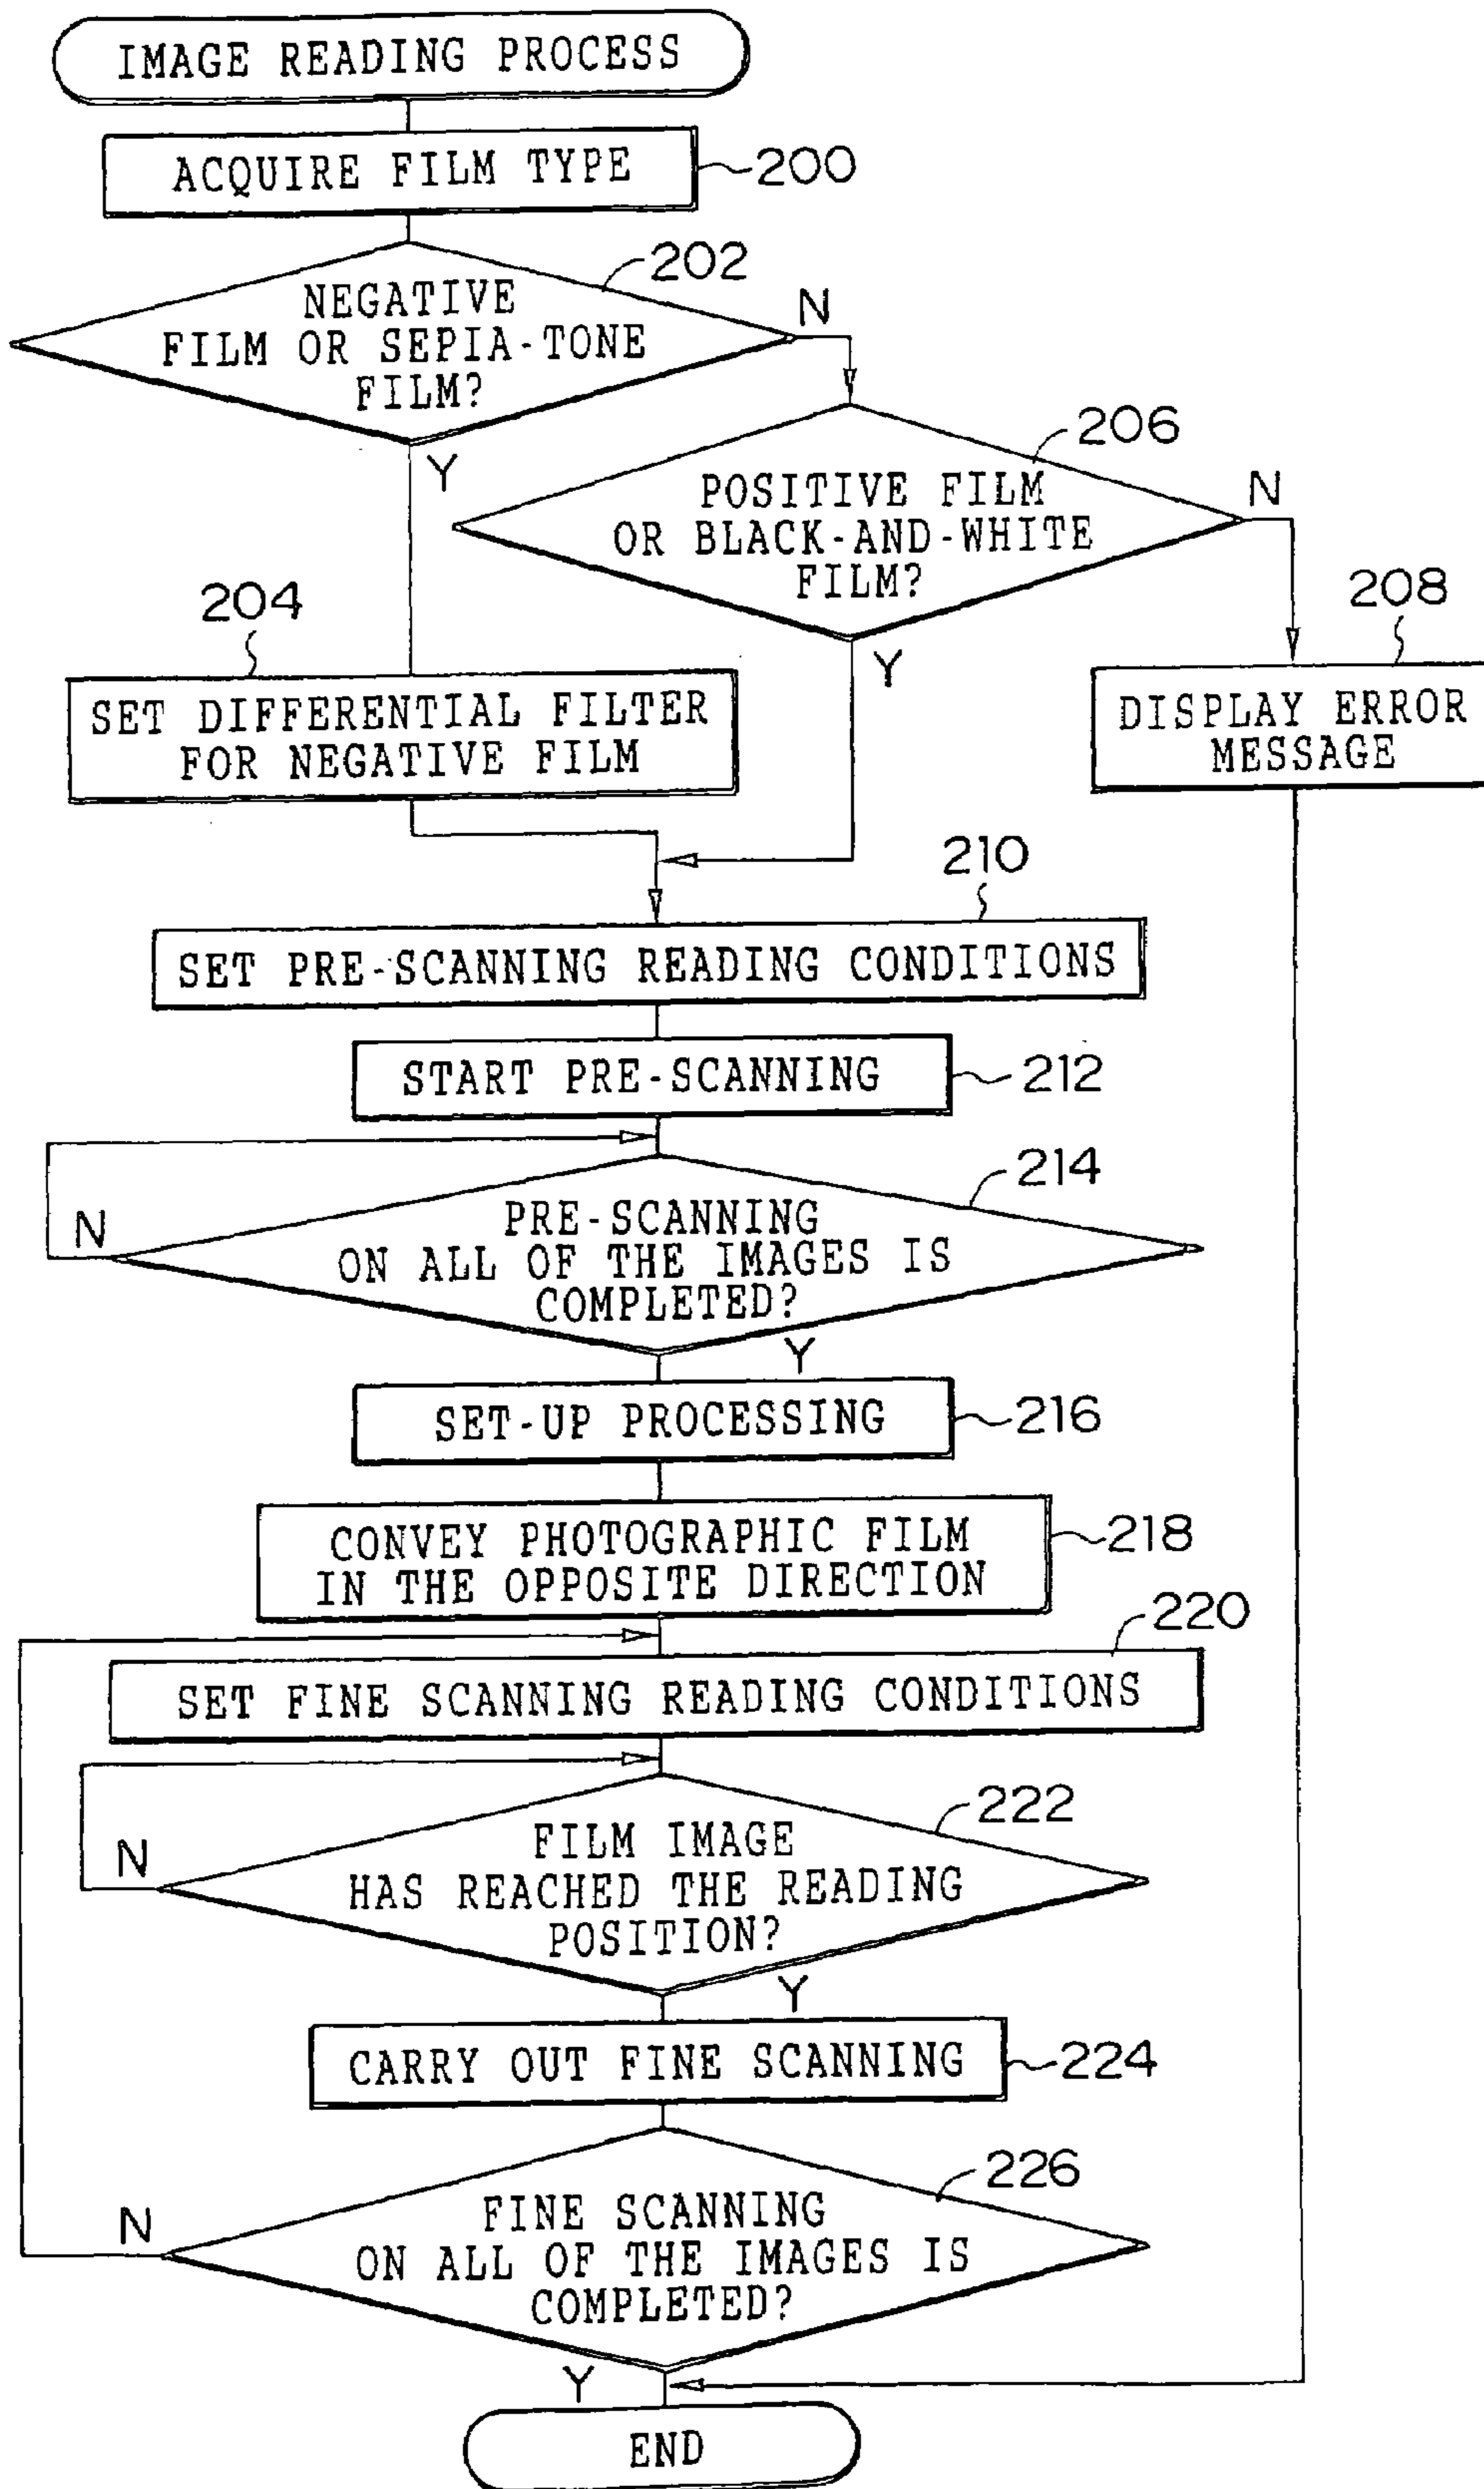 IMAGE READING PROCESS
ACQUIRE FILM TYPE
200
202
NEGATIVE
FILM OR SEPIA-TONE
FILM?
N
Y
206
POSITIVE FILM
OR BLACK-AND-WHITE
FILM?
N
Y
204
SET DIFFERENTIAL FILTER
FOR NEGATIVE FILM
208
DISPLAY ERROR
MESSAGE
210
SET PRE-SCANNING READING CONDITIONS
START PRE-SCANNING
212
214
PRE-SCANNING
ON ALL OF THE IMAGES IS
COMPLETED?
N
Y
SET-UP PROCESSING
216
CONVEY PHOTOGRAPHIC FILM
IN THE OPPOSITE DIRECTION
218
220
SET FINE SCANNING READING CONDITIONS
222
FILM IMAGE
HAS REACHED THE READING
POSITION?
N
Y
CARRY OUT FINE SCANNING
224
226
FINE SCANNING
ON ALL OF THE IMAGES IS
COMPLETED?
N
Y
END